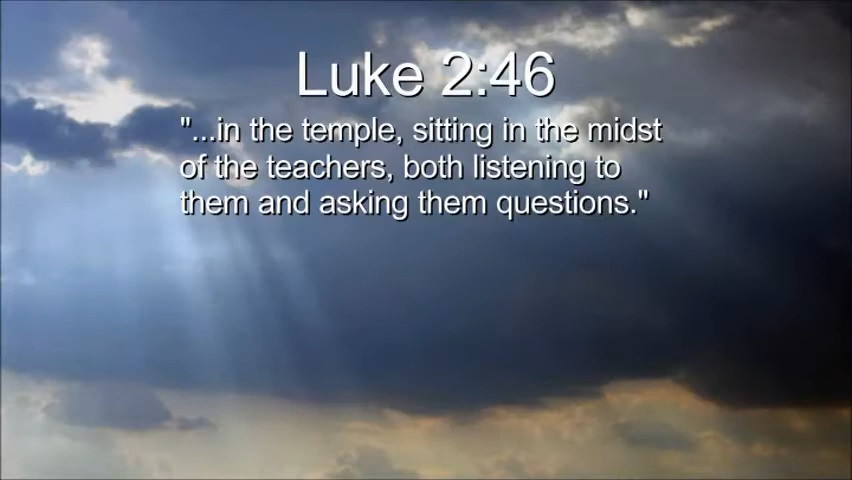 Luke 2:46
"...in the temple, sitting in the midst
of the teachers, both listening to
them and asking them questions."